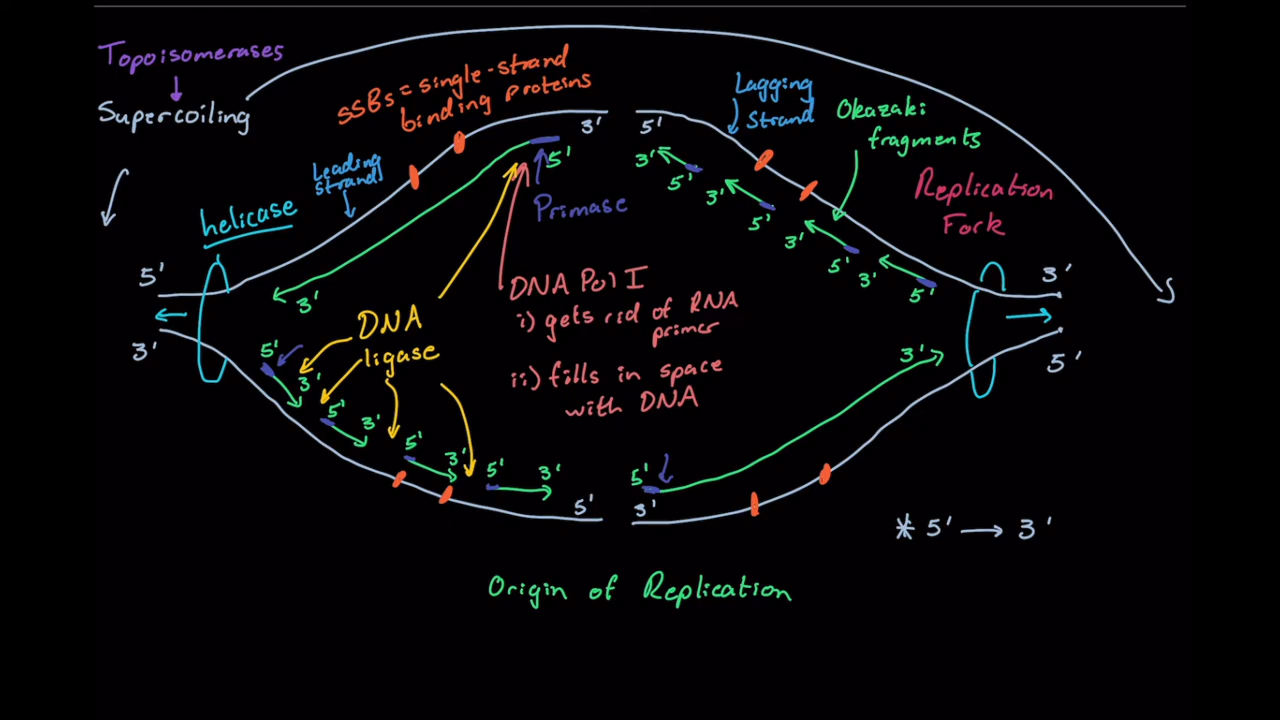 Topoisomerases
Supercoiling
SSBs = single-strand
binding proteins
3'
5'
Lagging
Strand
Okazaki
fragments
Leading
strand
5'
Primase
3'
5'
3'
5'
3'
5'
3'
5'
Replication
Fork
helicase
5'
3'
3'
3'
DNA Pol I
i) gets rid of RNA
primer
ii) fills in space
with DNA
DNA
ligase
3'
5'
5'
3'
5'
3'
5'
3'
5'
3'
5'
3'
5'
3'
5'
3'
* 5' → 3'
Origin of Replication